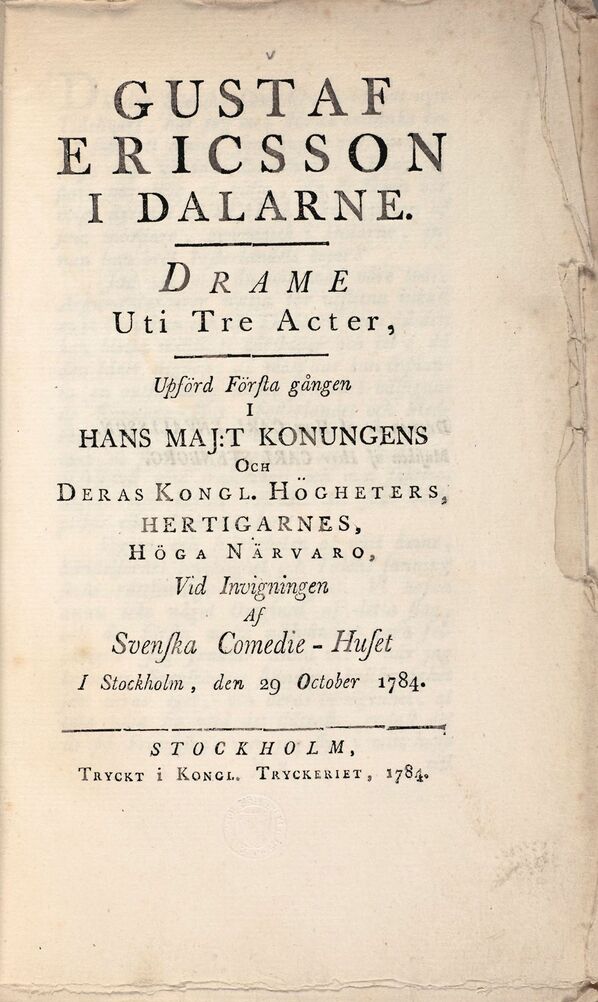 GUSTAF
ERICSSON
I DALARNE.
DRAME
Uti Tre Acter,
Upförd Förſta gången
I
HANS MAJ:T KONUNGENS
OCH
DERAS KONGL. HÖGHETERS,
HERTIGARNES,
HÖGA NÄRVARO,
Vid Invigningen
Af
Svenſka Comedie-Huſet
I Stockholm, den 29 October 1784.
STOCKHOLM,
TRYCKT i KONGL. TRYCKERIET, 1784.